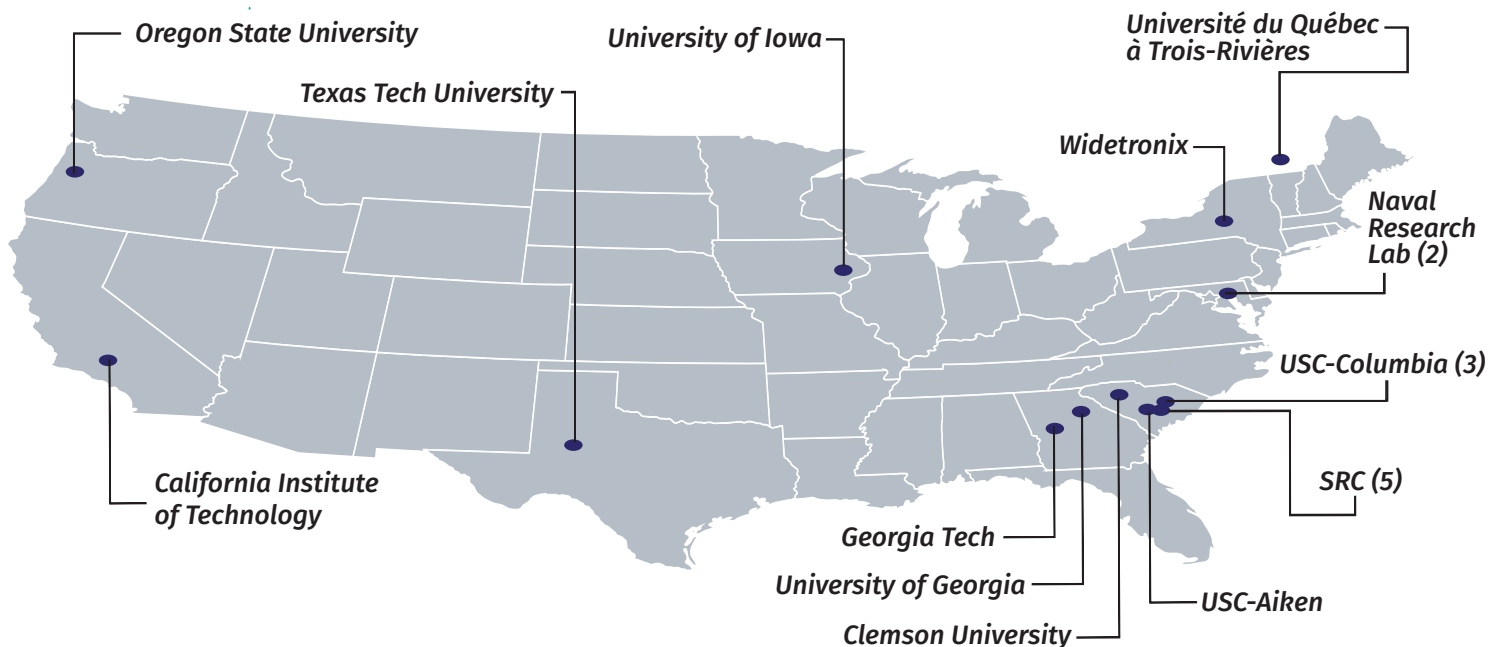 Oregon State University
University of Iowa
Université du Québec
à Trois-Rivières
Texas Tech University
Widetronix
Naval
Research
Lab (2)
USC-Columbia (3)
California Institute
of Technology
SRC (5)
Georgia Tech
University of Georgia
USC-Aiken
Clemson University